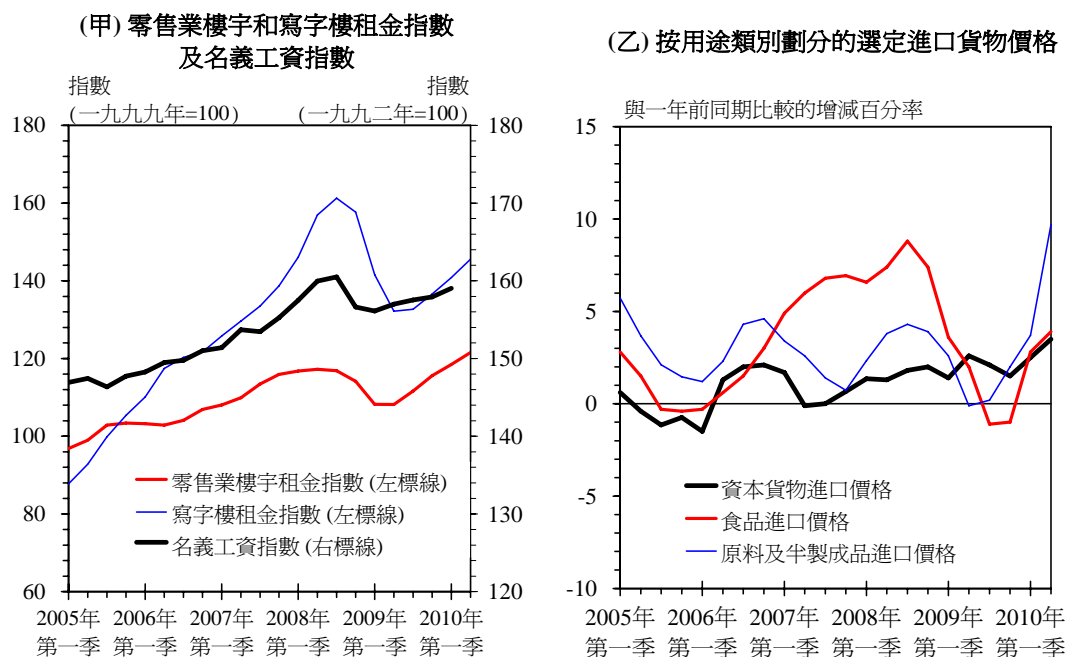 (甲) 零售業樓宇和寫字樓租金指數
及名義工資指數
指數
(一九九九年=100)
指數
(一九九二年=100)
180
160
140
120
100
80
60
180
170
160
150
140
130
120
零售業樓宇租金指數 (左標線)
寫字樓租金指數 (左標線)
名義工資指數 (右標線)
2005年 2006年 2007年 2008年 2009年 2010年
第一季 第一季 第一季 第一季 第一季 第一季
(乙) 按用途類別劃分的選定進口貨物價格
與一年前同期比較的增減百分率
15
10
5
0
-5
-10
資本貨物進口價格
食品進口價格
原料及半製成品進口價格
2005年 2006年 2007年 2008年 2009年 2010年
第一季 第一季 第一季 第一季 第一季 第一季